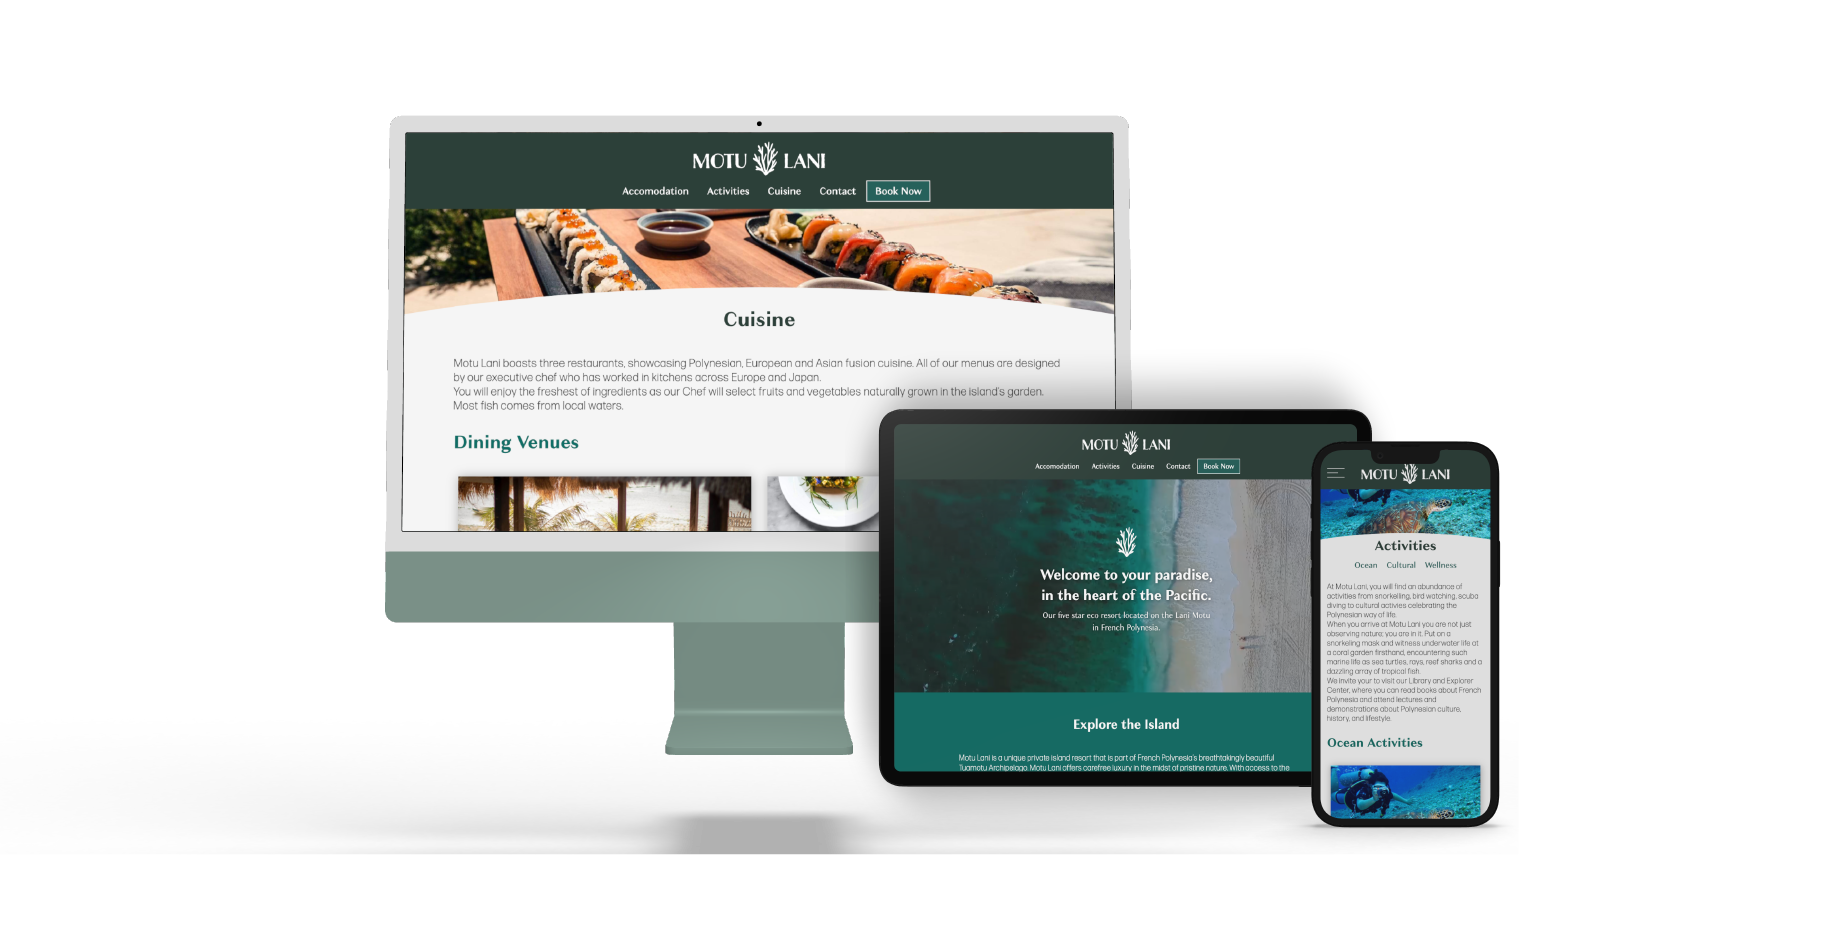 MOTU LANI
Accomodation Activities Cuisine Contact Book Now
Cuisine
Motu Lani boasts three restaurants, showcasing Polynesian, European and Asian fusion cuisine. All of our menus are designed
by our executive chef who has worked in kitchens across Europe and Japan.
You will enjoy the freshest of ingredients as our Chef will select fruits and vegetables naturally grown in the island's garden.
Most fish comes from local waters.
Dining Venues
MOTU LANI
Accomodation Activities Cuisine Contact Book Now
Welcome to your paradise,
in the heart of the Pacific.
Our five star eco resort located on the Lani Motu
in French Polynesia.
Explore the Island
Motu Lani is a unique private island resort that is part of French Polynesia's breathtakingly beautiful
Tuamotu Archipelago. Motu Lani offers carefree luxury in the midst of pristine nature. With access to the
MOTU LANI
Activities
Ocean Cultural Wellness
At Motu Lani, you will find an abundance of
activities from snorkelling, bird watching, scuba
diving to cultural activies celebrating the
Polynesian way of life.
When you arrive at Motu Lani you are not just
observing nature; you are in it. Put on a
snorkeling mask and witness underwater life at
a coral garden firsthand, encountering such
marine life as sea turtles, rays, reef sharks and a
dazzling array of tropical fish.
We invite your to visit our Library and Explorer
Center, where you can read books about French
Polynesia and attend lectures and
demonstrations about Polynesian culture,
history, and lifestyle.
Ocean Activities